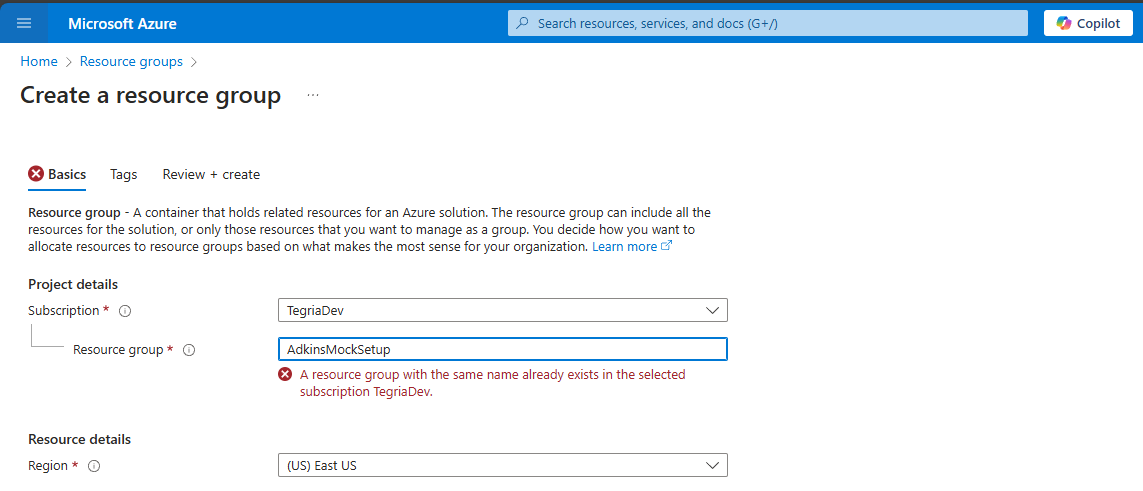 Microsoft Azure
Search resources, services, and docs (G+/)
Copilot
Home > Resource groups >
Create a resource group ...
Basics Tags Review + create
Resource group - A container that holds related resources for an Azure solution. The resource group can include all the
resources for the solution, or only those resources that you want to manage as a group. You decide how you want to
allocate resources to resource groups based on what makes the most sense for your organization. Learn more
Project details
Subscription * TegriaDev
Resource group * AdkinsMockSetup
A resource group with the same name already exists in the selected
subscription TegriaDev.
Resource details
Region * (US) East US